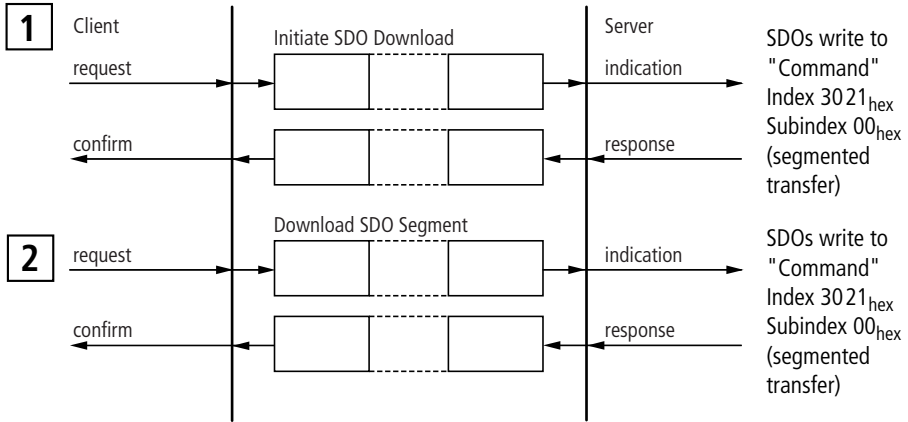 1
Client
Server
Initiate SDO Download
request
indication
confirm
response
SDOs write to
"Command"
Index 3021hex
Subindex 00hex
(segmented
transfer)
2
Download SDO Segment
request
indication
confirm
response
SDOs write to
"Command"
Index 3021hex
Subindex 00hex
(segmented
transfer)